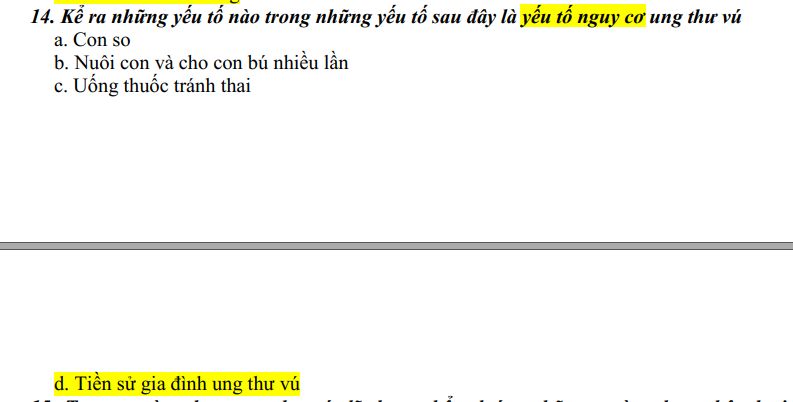 14. Kể ra những yếu tố nào trong những yếu tố sau đây là yếu tố nguy cơ ung thư vú
a. Con so
b. Nuôi con và cho con bú nhiều lần
c. Uống thuốc tránh thai
d. Tiền sử gia đình ung thư vú